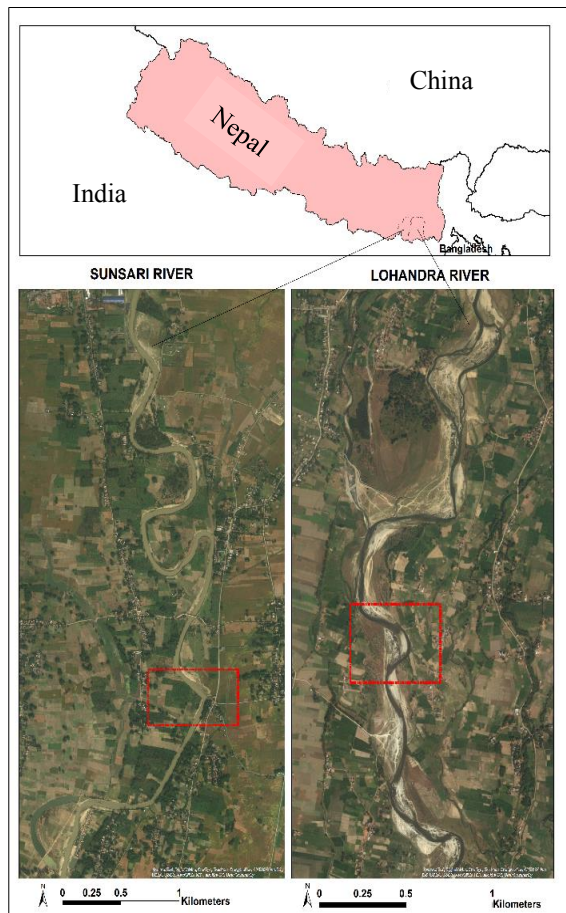 China
Nepal
India
Bangladesh
SUNSARI RIVER
LOHANDRA RIVER
N
0 0.25 0.5 1
Kilometers
N
0 0.25 0.5 1
Kilometers